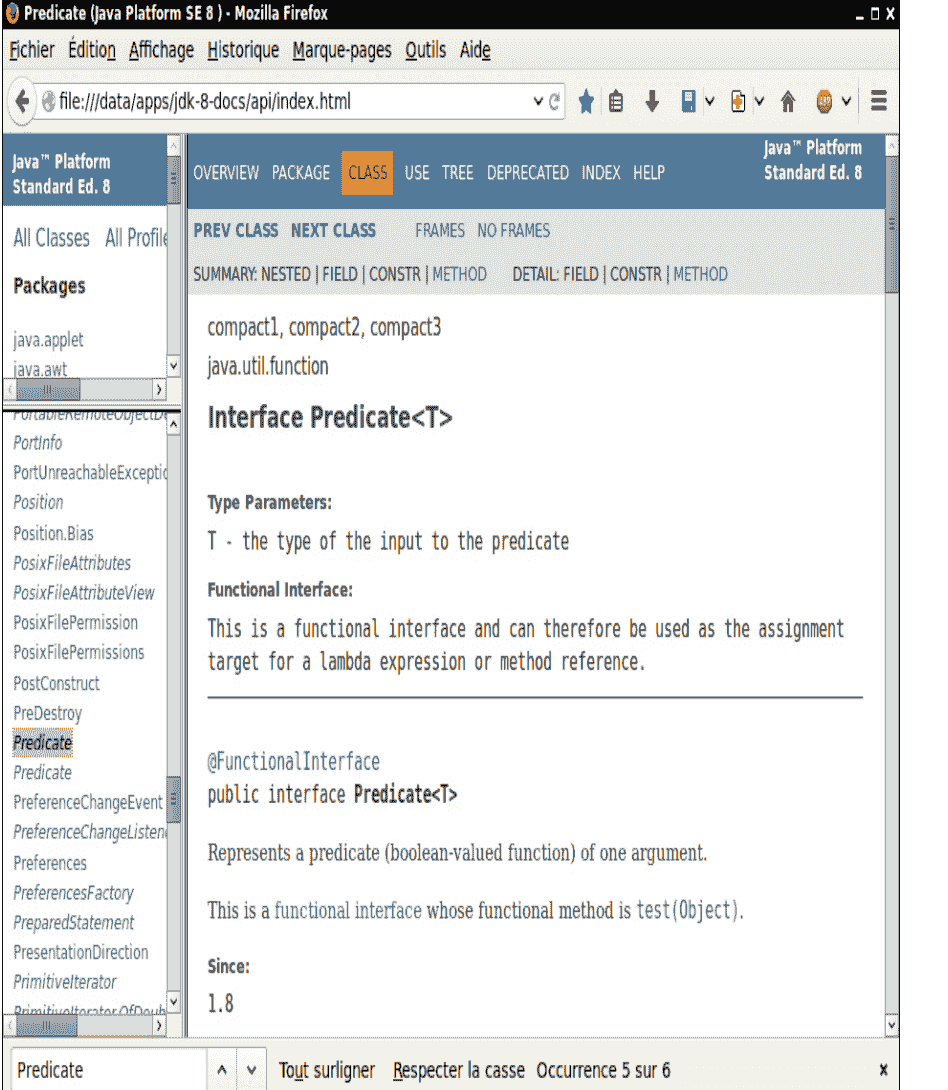 Predicate (Java Platform SE 8 ) - Mozilla Firefox
Fichier Édition Affichage Historique Marque-pages Outils Aide
file:///data/apps/jdk-8-docs/api/index.html
Java™ Platform
Standard Ed. 8
All Classes All Profile
Packages
java.applet
java.awt
PortableRemoteObjectDe
PortInfo
PortUnreachableExceptio
Position
Position.Bias
PosixFileAttributes
PosixFileAttributeView
PosixFilePermission
PosixFilePermissions
PostConstruct
PreDestroy
Predicate
Predicate
PreferenceChangeEvent
PreferenceChangeListen
Preferences
PreferencesFactory
PreparedStatement
PresentationDirection
PrimitiveIterator
PrimitiveIterator.OfDoub
OVERVIEW PACKAGE CLASS USE TREE DEPRECATED INDEX HELP
Java™ Platform
Standard Ed. 8
PREV CLASS NEXT CLASS FRAMES NO FRAMES
SUMMARY: NESTED | FIELD | CONSTR | METHOD DETAIL: FIELD | CONSTR | METHOD
compact1, compact2, compact3
java.util.function
Interface Predicate<T>
Type Parameters:
T - the type of the input to the predicate
Functional Interface:
This is a functional interface and can therefore be used as the assignment
target for a lambda expression or method reference.
@FunctionalInterface
public interface Predicate<T>
Represents a predicate (boolean-valued function) of one argument.
This is a functional interface whose functional method is test(Object).
Since:
1.8
Predicate Tout surligner Respecter la casse Occurrence 5 sur 6